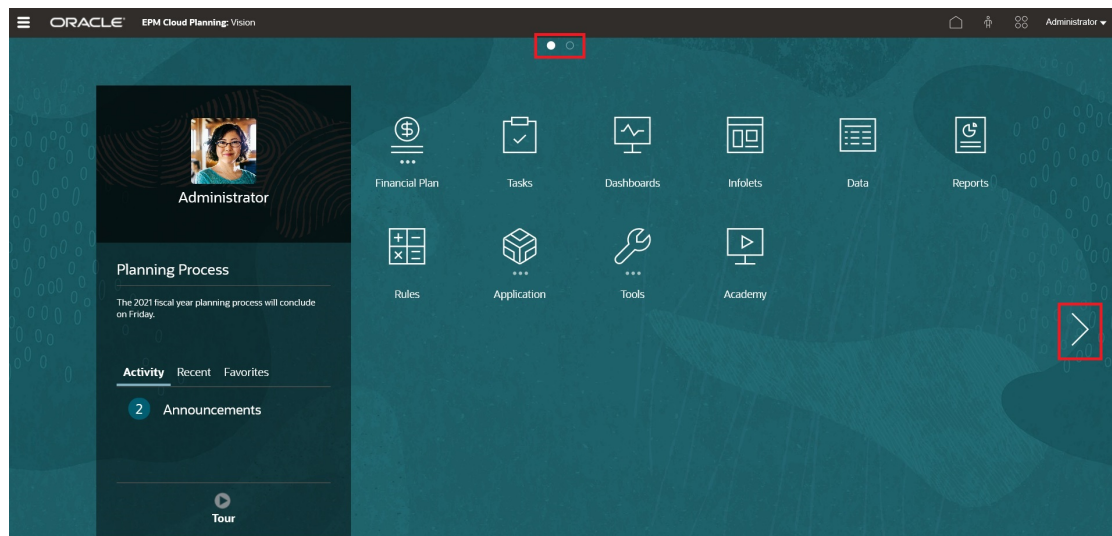 ORACLE EPM Cloud Planning: Vision
Administrator
Administrator
Planning Process
The 2021 fiscal year planning process will conclude
on Friday.
Activity Recent Favorites
2 Announcements
Tour
Financial Plan Tasks Dashboards Infolets Data Reports
Rules Application Tools Academy